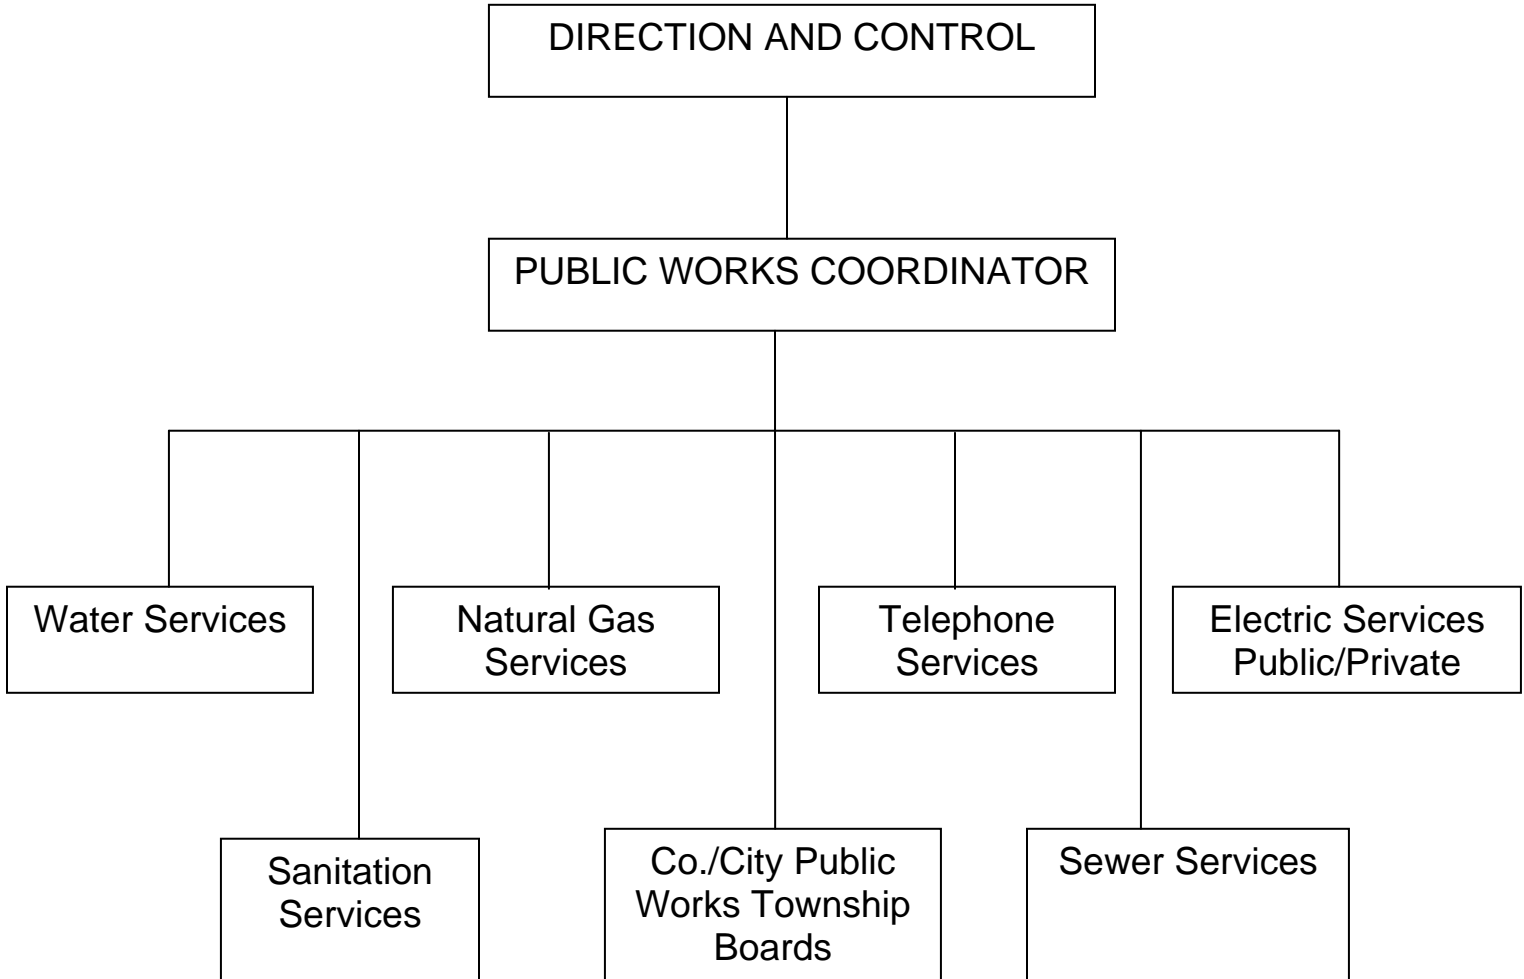 DIRECTION AND CONTROL
PUBLIC WORKS COORDINATOR
Water Services
Natural Gas
Services
Telephone
Services
Electric Services
Public/Private
Sanitation
Services
Co./City Public
Works Township
Boards
Sewer Services